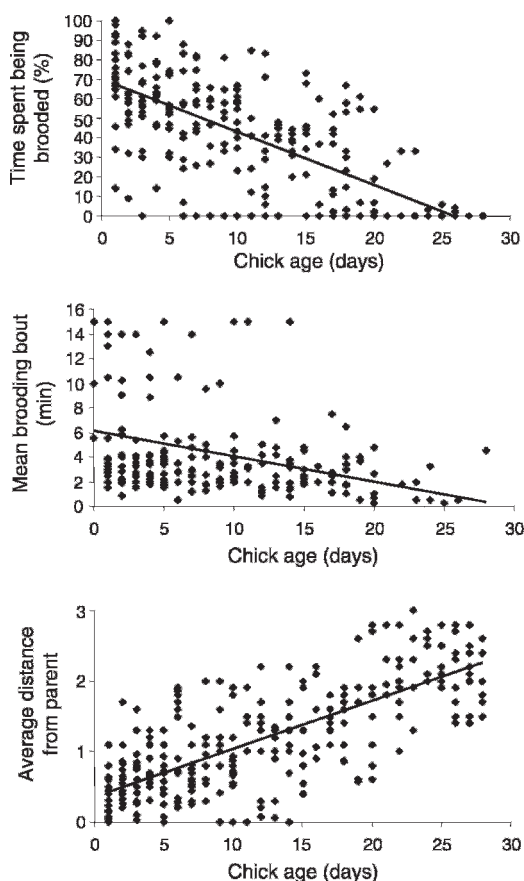 Time spent being
brooded (%)
100
90
80
70
60
50
40
30
20
10
0
0 5 10 15 20 25 30
Chick age (days)
Mean brooding bout
(min)
16
14
12
10
8
6
4
2
0
0 5 10 15 20 25 30
Chick age (days)
Average distance
from parent
3
2
1
0
0 5 10 15 20 25 30
Chick age (days)